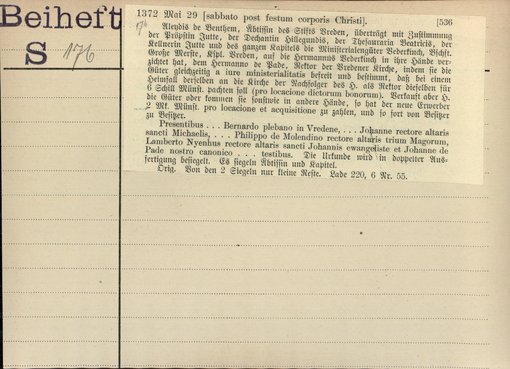 Beiheft
S 176
1372 Mai 29 [sabbato post festum corporis Christi]. [536
Aleydis de Benthem, Äbtissin des Stifts Vreden, überträgt mit Zustimmung
der Pröpstin Jutte, der Dechantin Hillegundis, der Thesauraria Beatricis, der
Kellnerin Jutte und des ganzen Kapitels die Ministerialengüter Vederkinch, Bschft.
Große Merste, Kspl. Vreden, auf die Hermannus Vederkinch in ihre Hände ver-
zichtet hat, dem Hermanno de Pade, Rektor der Vredener Kirche, indem sie die
Güter gleichzeitig a iure ministerialitatis befreit und bestimmt, daß bei einem
Heimfall derselben an die Kirche der Nachfolger des H. als Rektor dieselben für
6 Schill Münst. pachten soll (pro locacione dictorum bonorum). Verkauft aber H.
die Güter oder kommen sie sonstwie in andere Hände, so hat der neue Erwerber
2 Mk. Münst. pro locacione et acquisicione zu zahlen, und so fort von Besitzer
zu Besitzer.
Presentibus . . . Bernardo plebano in Vredene, . . . Johanne rectore altaris
sancti Michaelis, . . . Philippo de Molendino rectore altaris trium Magorum,
Lamberto Nyenhus rectore altaris sancti Johannis ewangeliste et Johanne de
Pade nostro canonico . . . testibus. Die Urkunde wird in doppelter Aus-
fertigung besiegelt. Es siegeln Äbtissin und Kapitel.
Orig. Von den 2 Siegeln nur kleine Reste. Lade 220, 6 Nr. 55.